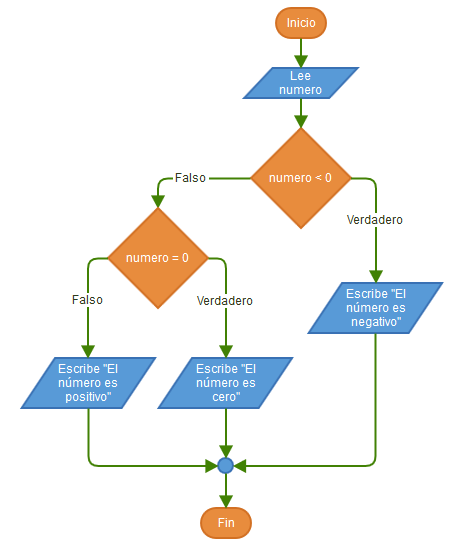 Inicio
Lee
numero
numero < 0
Falso
Verdadero
numero = 0
Falso
Verdadero
Escribe "El
número es
negativo"
Escribe "El
número es
positivo"
Escribe "El
número es
cero"
Fin